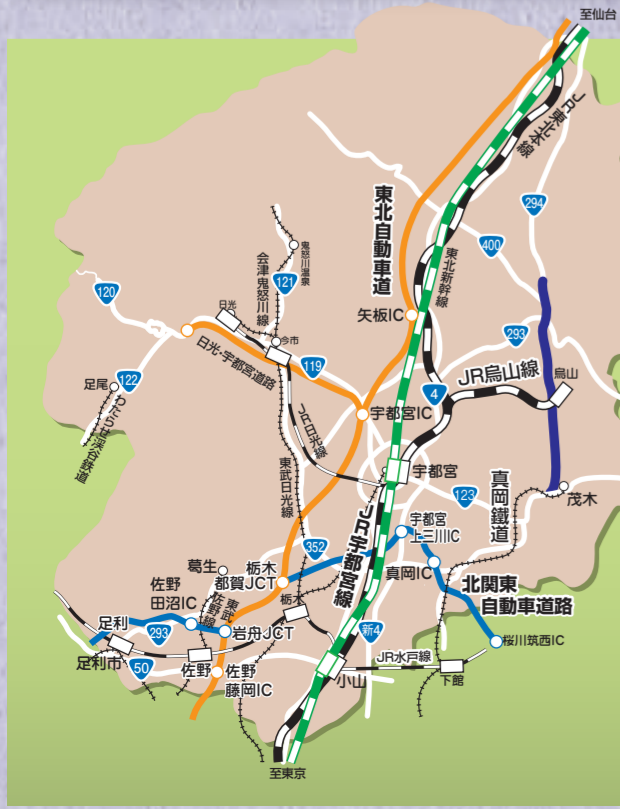 至仙台
JR東北本線
294
東北自動車道
400
東北新幹線
鬼怒川温泉
会津鬼怒川線
121
120
日光
矢板IC
293
今市
日光・宇都宮道路
119
JR烏山線
烏山
足尾
122
4
わたらせ渓谷鉄道
宇都宮IC
JR日光線
東武日光線
宇都宮
真岡鐵道
123
茂木
JR宇都宮線
宇都宮
上三川IC
352
葛生
栃木
都賀JCT
真岡IC
北関東
自動車道路
佐野
田沼IC
東武
佐野線
栃木
足利
293
岩舟JCT
新4
桜川筑西IC
足利市
50
佐野
佐野
藤岡IC
小山
JR水戸線
下館
至東京